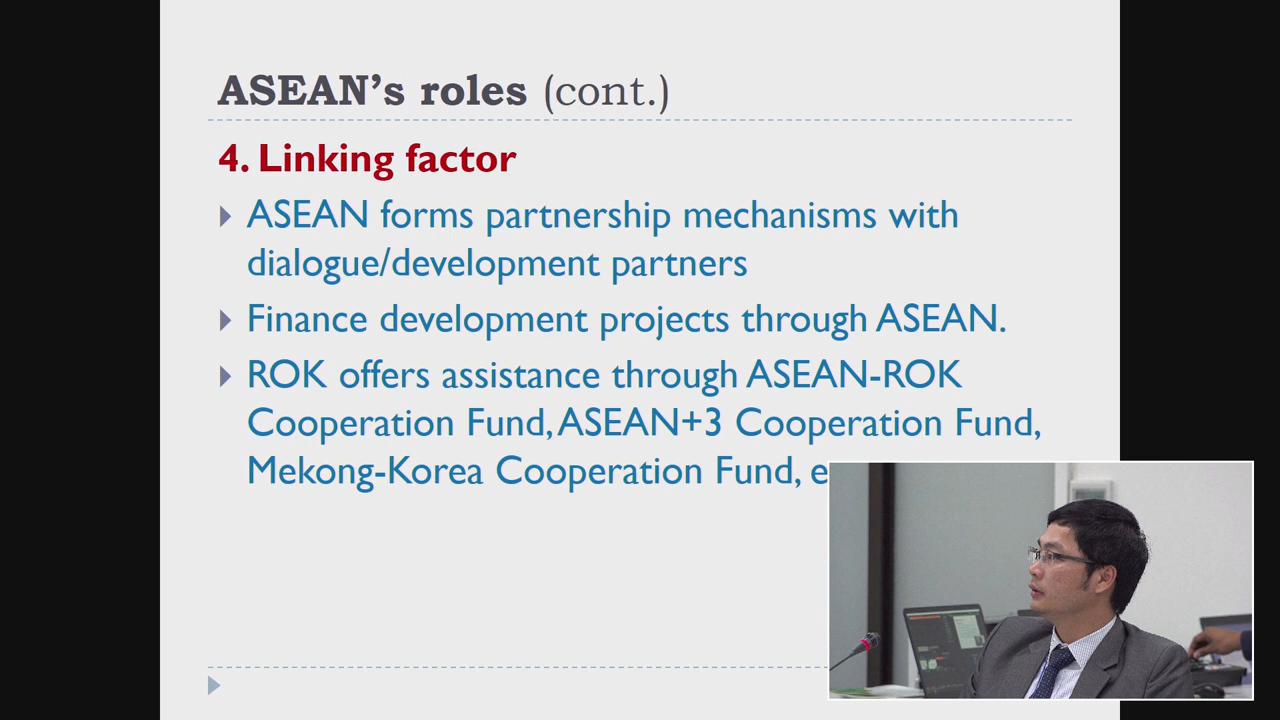 ASEAN's roles (cont.)
4. Linking factor
ASEAN forms partnership mechanisms with
dialogue/development partners
Finance development projects through ASEAN.
ROK offers assistance through ASEAN-ROK
Cooperation Fund, ASEAN+3 Cooperation Fund,
Mekong-Korea Cooperation Fund,